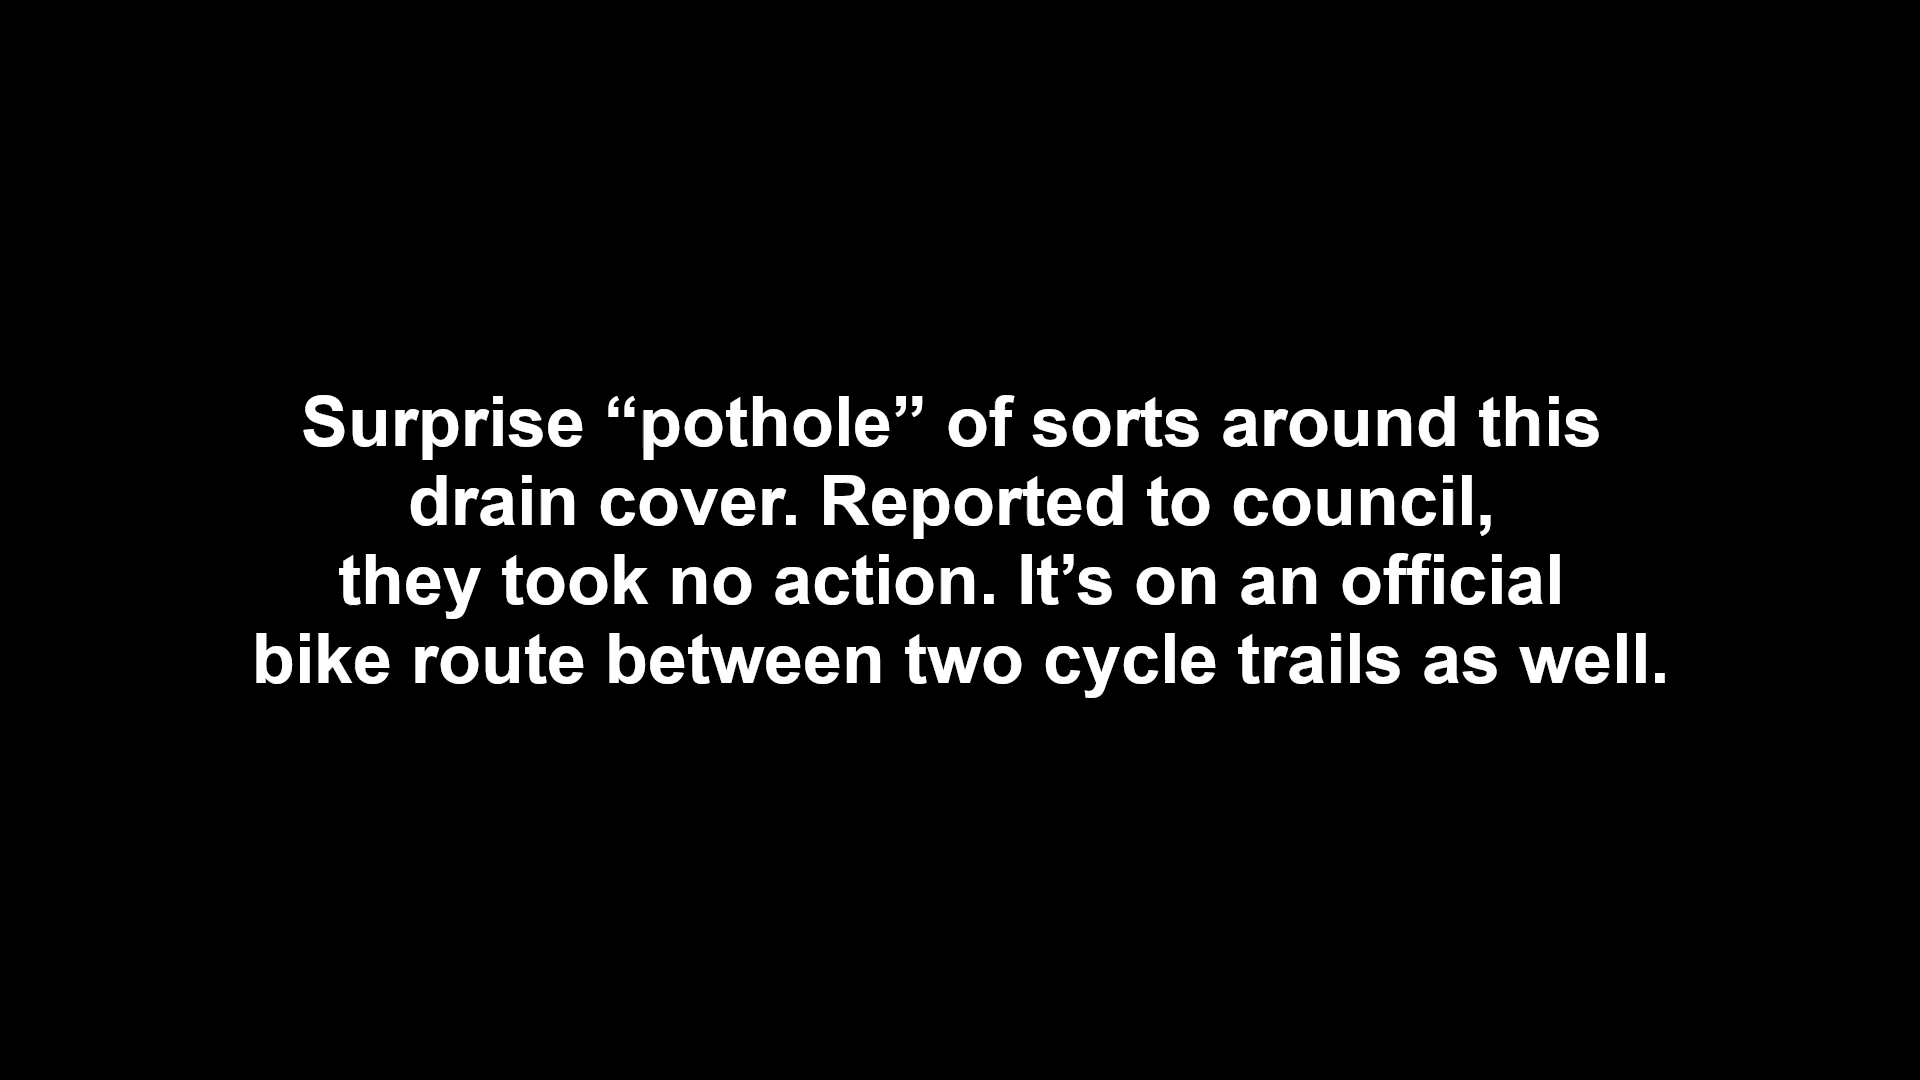 Surprise “pothole” of sorts around this
drain cover. Reported to council,
they took no action. It’s on an official
bike route between two cycle trails as well.